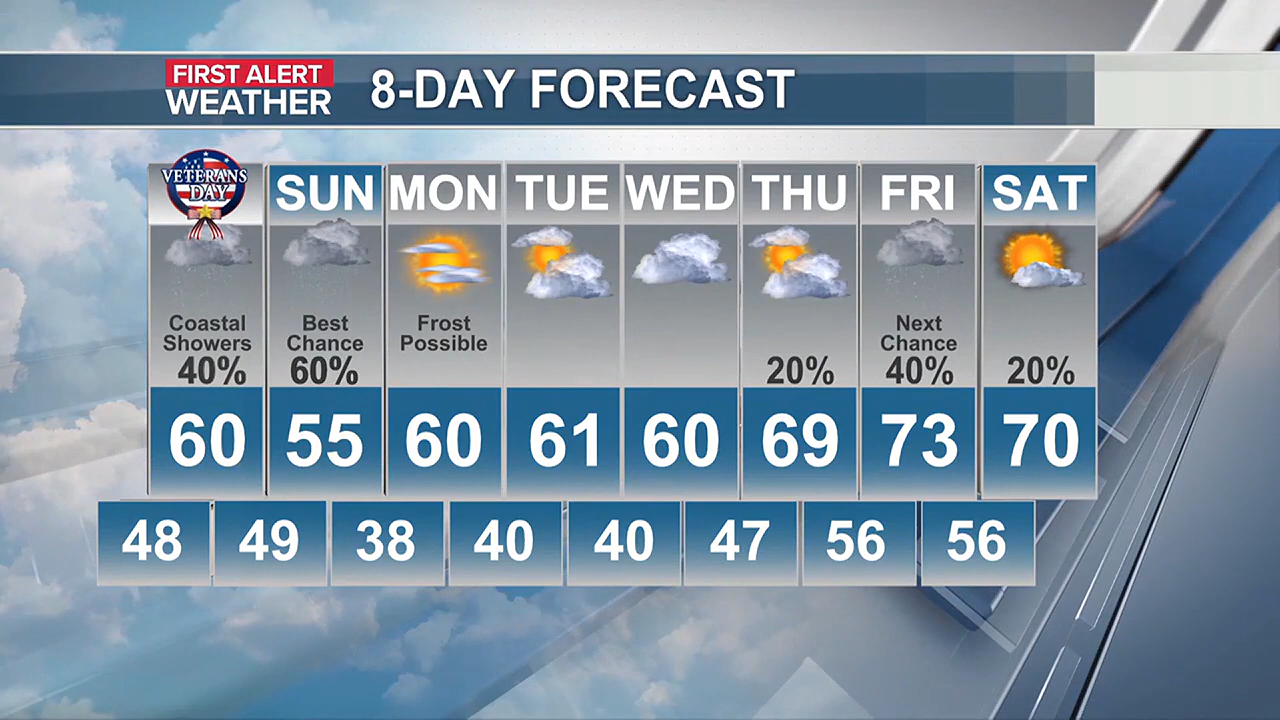 FIRST ALERT
WEATHER
8-DAY FORECAST
VETERANS
DAY
SUN MON TUE WED THU FRI SAT
Coastal
Showers
40%
Best
Chance
60%
Frost
Possible
20%
Next
Chance
40%
20%
60 55 60 61 60 69 73 70
48 49 38 40 40 47 56 56